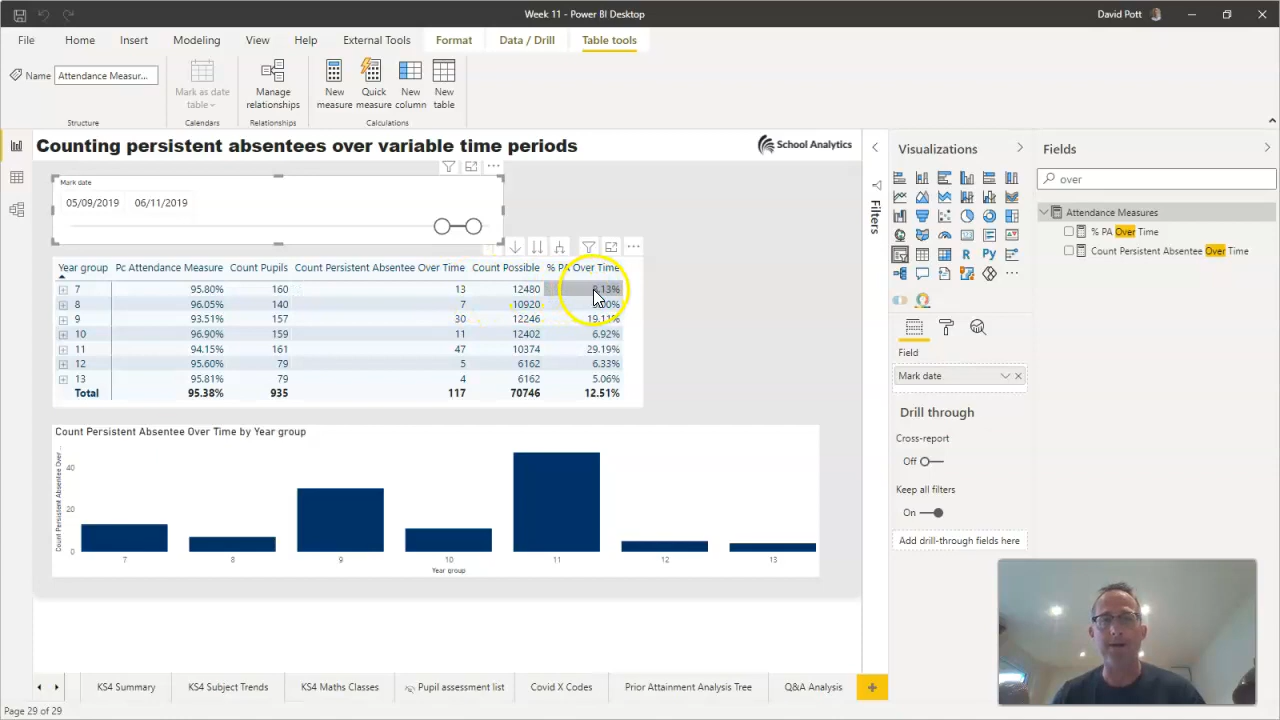 Week 11 - Power BI Desktop
David Pott
File
Home
Insert
Modeling
View
Help
External Tools
Format
Data / Drill
Table tools
Name
Attendance Measur...
Mark as date
table
Manage
relationships
New
measure
Quick
measure
New
column
New
table
Structure
Calendars
Relationships
Calculations
Counting persistent absentees over variable time periods
School Analytics
Mark date
05/09/2019
06/11/2019
Year group Pc Attendance Measure Count Pupils Count Persistent Absentee Over Time Count Possible % PA Over Time
7 95.80% 160 13 12480 8.13%
8 96.05% 140 7 10920
9 93.51% 157 30 12246 19.11%
10 96.90% 159 11 12402 6.92%
11 94.15% 161 47 10374 29.19%
12 95.60% 79 5 6162 6.33%
13 95.81% 79 4 6162 5.06%
Total 95.38% 935 117 70746 12.51%
Count Persistent Absentee Over Time by Year group
Count Persistent Absentee Over ...
40
20
0
7 8 9 10 11 12 13
Year group
Filters
Visualizations
R
Py
Field
Mark date
Drill through
Cross-report
Off
Keep all filters
On
Add drill-through fields here
Fields
over
Attendance Measures
% PA Over Time
Count Persistent Absentee Over Time
KS4 Summary
KS4 Subject Trends
KS4 Maths Classes
Pupil assessment list
Covid X Codes
Prior Attainment Analysis Tree
Q&A Analysis
Page 29 of 29